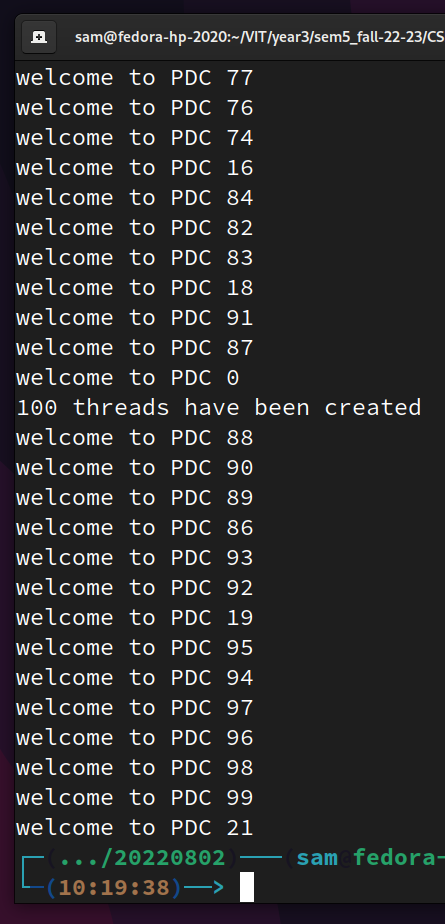 sam@fedora-hp-2020:~/VIT/year3/sem5_fall-22-23/CS
welcome to PDC 77
welcome to PDC 76
welcome to PDC 74
welcome to PDC 16
welcome to PDC 84
welcome to PDC 82
welcome to PDC 83
welcome to PDC 18
welcome to PDC 91
welcome to PDC 87
welcome to PDC 0
100 threads have been created
welcome to PDC 88
welcome to PDC 90
welcome to PDC 89
welcome to PDC 86
welcome to PDC 93
welcome to PDC 92
welcome to PDC 19
welcome to PDC 95
welcome to PDC 94
welcome to PDC 97
welcome to PDC 96
welcome to PDC 98
welcome to PDC 99
welcome to PDC 21
┌─(.../20220802)───(sam@fedora-
└─(10:19:38)──>